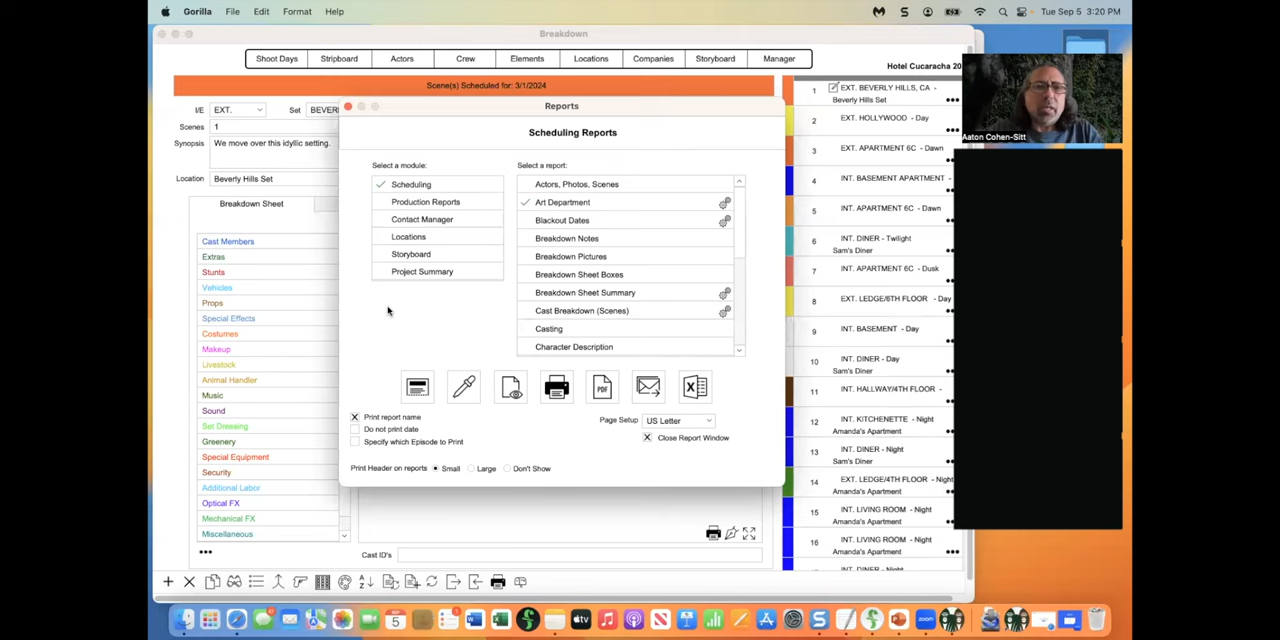 Gorilla File Edit Format Help
Tue Sep 5 3:20 PM
Breakdown
Shoot Days Stripboard Actors Crew Elements Locations Companies Storyboard Manager
Hotel Cucaracha 20
Scene(s) Scheduled for: 3/1/2024
I/E EXT. Set BEVER
Scenes 1
Synopsis We move over this idyllic setting.
Location Beverly Hills Set
Breakdown Sheet
Cast Members
Extras
Stunts
Vehicles
Props
Special Effects
Costumes
Makeup
Livestock
Animal Handler
Music
Sound
Set Dressing
Greenery
Special Equipment
Security
Additional Labor
Optical FX
Mechanical FX
Miscellaneous
Cast ID's
Reports
Scheduling Reports
Select a module:
Scheduling
Production Reports
Contact Manager
Locations
Storyboard
Project Summary
Select a report:
Actors, Photos, Scenes
Art Department
Blackout Dates
Breakdown Notes
Breakdown Pictures
Breakdown Sheet Boxes
Breakdown Sheet Summary
Cast Breakdown (Scenes)
Casting
Character Description
PDF
Print report name
Do not print date
Specify which Episode to Print
Page Setup US Letter
Close Report Window
Print Header on reports Small Large Don't Show
1 EXT. BEVERLY HILLS, CA -
Beverly Hills Set
2 EXT. HOLLYWOOD - Day
3 EXT. APARTMENT 6C - Dawn
4 INT. BASEMENT APARTMENT -
5 INT. APARTMENT 6C - Dawn
6 INT. DINER - Twilight
Sam's Diner
7 INT. APARTMENT 6C - Dusk
8 EXT. LEDGE/6TH FLOOR - Day
9 INT. BASEMENT - Day
10 INT. DINER - Day
Sam's Diner
11 INT. HALLWAY/4TH FLOOR -
12 INT. KITCHENETTE - Night
Amanda's Apartment
13 INT. DINER - Night
Sam's Diner
14 EXT. LEDGE/4TH FLOOR - Night
Amanda's Apartment
15 INT. LIVING ROOM - Night
Amanda's Apartment
16 INT. LIVING ROOM - Night
Amanda's Apartment
Aaton Cohen-Sitt